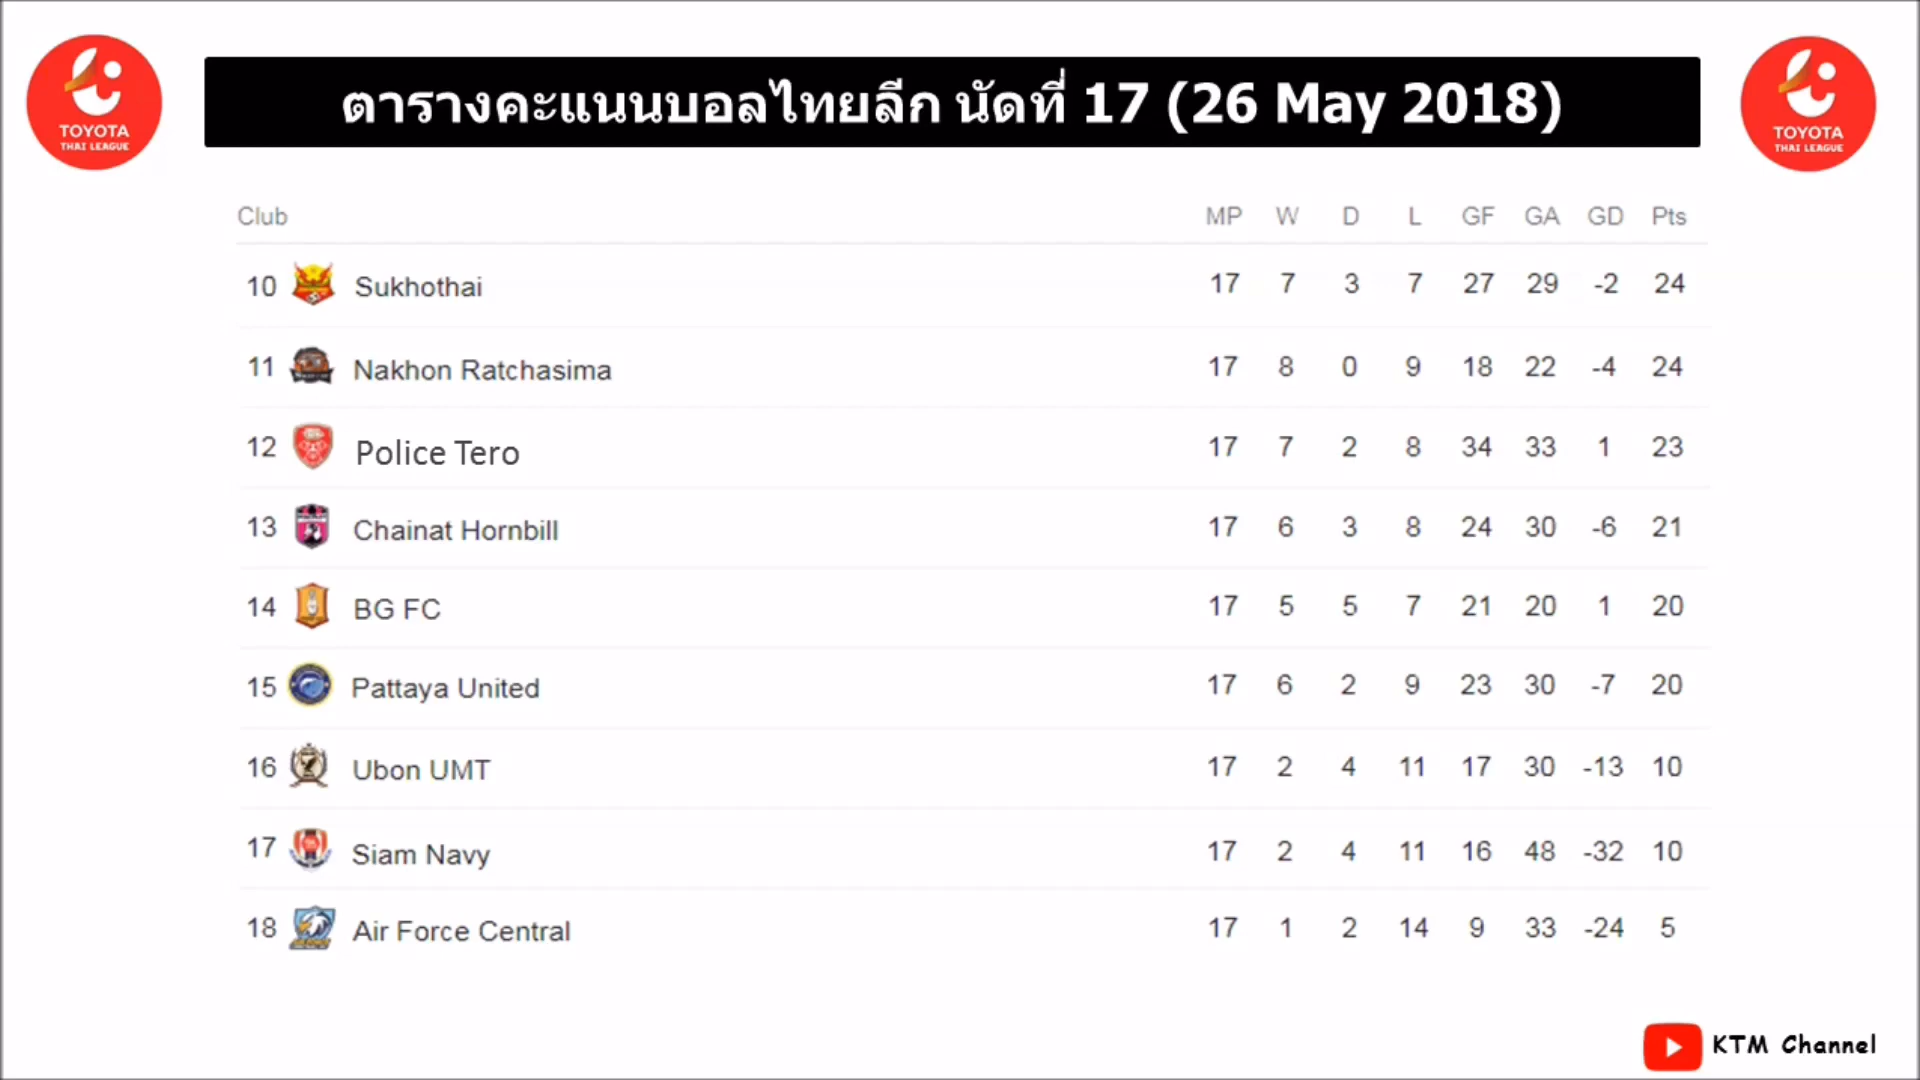 TOYOTA
THAI LEAGUE
ตารางคะแนนบอลไทยลีก นัดที่ 17 (26 May 2018)
TOYOTA
THAI LEAGUE
Club MP W D L GF GA GD Pts
10 Sukhothai 17 7 3 7 27 29 -2 24
11 Nakhon Ratchasima 17 8 0 9 18 22 -4 24
12 Police Tero 17 7 2 8 34 33 1 23
13 Chainat Hornbill 17 6 3 8 24 30 -6 21
14 BG FC 17 5 5 7 21 20 1 20
15 Pattaya United 17 6 2 9 23 30 -7 20
16 Ubon UMT 17 2 4 11 17 30 -13 10
17 Siam Navy 17 2 4 11 16 48 -32 10
18 Air Force Central 17 1 2 14 9 33 -24 5
KTM Channel